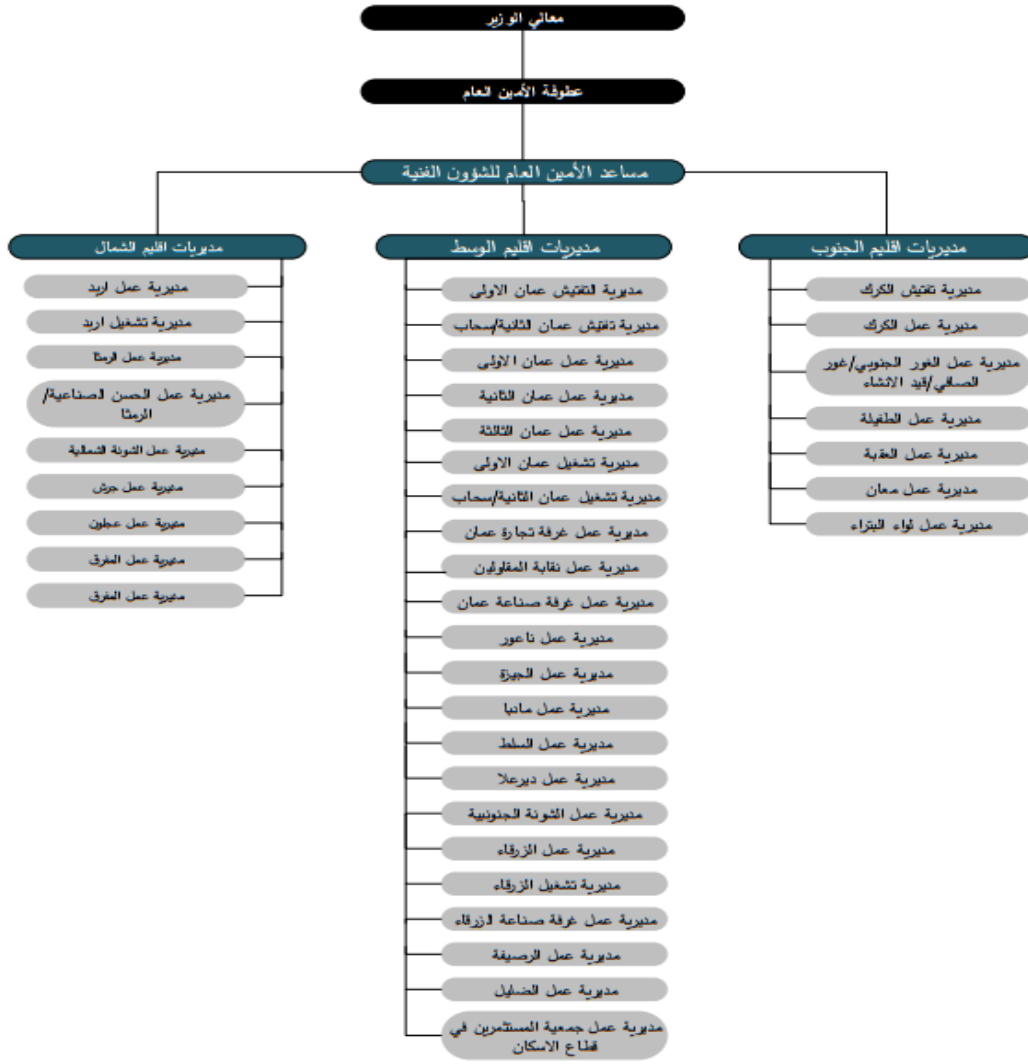 معالي الوزير
عطوفة الأمين العام
مساعد الأمين العام للشؤون الفنية
مديريات اقليم الجنوب
مديرية تفتيش الكرك
مديرية عمل الكرك
مديرية عمل الغور الجنوبي/غور
الصافي/قيد الانشاء
مديرية عمل الطفيلة
مديرية عمل العقبة
مديرية عمل معان
مديرية عمل لواء البتراء
مديريات اقليم الوسط
مديرية التفتيش عمان الاولى
مديرية تفتيش عمان الثانية/سحاب
مديرية عمل عمان الاولى
مديرية عمل عمان الثانية
مديرية عمل عمان الثالثة
مديرية تشغيل عمان الاولى
مديرية تشغيل عمان الثانية/سحاب
مديرية عمل غرفة تجارة عمان
مديرية عمل نقابة المقاولين
مديرية عمل غرفة صناعة عمان
مديرية عمل ناعور
مديرية عمل الجيزة
مديرية عمل مادبا
مديرية عمل السلط
مديرية عمل ديرعلا
مديرية عمل الشونة الجنوبية
مديرية عمل الزرقاء
مديرية تشغيل الزرقاء
مديرية عمل غرفة صناعة الزرقاء
مديرية عمل الرصيفة
مديرية عمل الضليل
مديرية عمل جمعية المستثمرين في
قطاع الاسكان
مديريات اقليم الشمال
مديرية عمل اربد
مديرية تشغيل اربد
مديرية عمل الرمثا
مديرية عمل الحسن الصناعية/
الرمثا
مديرية عمل الشونة الشمالية
مديرية عمل جرش
مديرية عمل عجلون
مديرية عمل المفرق
مديرية عمل المفرق